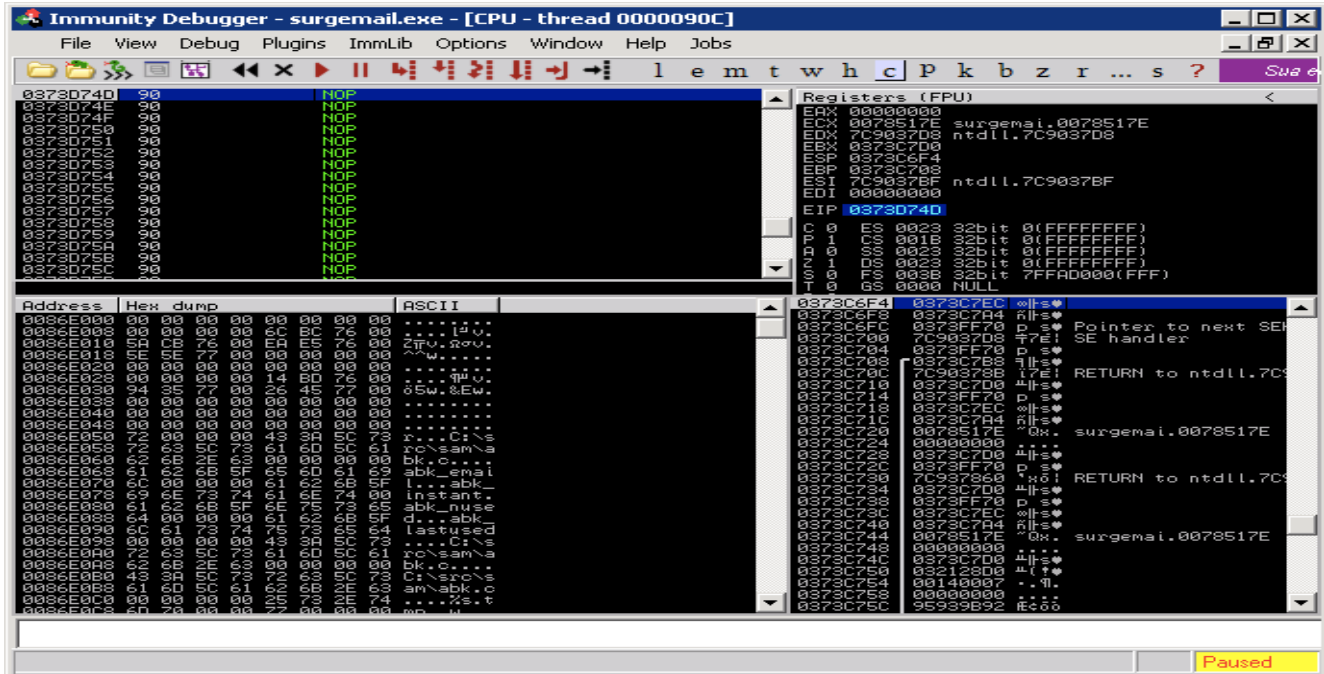 Immunity Debugger - surgemail.exe - [CPU - thread 0000090C]
File View Debug Plugins ImmLib Options Window Help Jobs
l e m t w h c P k b z r ... s ?
0373D74D 90 NOP
0373D74E 90 NOP
0373D74F 90 NOP
0373D750 90 NOP
0373D751 90 NOP
0373D752 90 NOP
0373D753 90 NOP
0373D754 90 NOP
0373D755 90 NOP
0373D756 90 NOP
0373D757 90 NOP
0373D758 90 NOP
0373D759 90 NOP
0373D75A 90 NOP
0373D75B 90 NOP
0373D75C 90 NOP
Registers (FPU) <
EAX 00000000
ECX 0078517E surgemai.0078517E
EDX 7C9037D8 ntdll.7C9037D8
EBX 0373C7D0
ESP 0373C6F4
EBP 0373C708
ESI 7C9037BF ntdll.7C9037BF
EDI 00000000
EIP 0373D74D
C 0 ES 0023 32bit 0(FFFFFFFF)
P 1 CS 001B 32bit 0(FFFFFFFF)
A 0 SS 0023 32bit 0(FFFFFFFF)
Z 1 DS 0023 32bit 0(FFFFFFFF)
S 0 FS 003B 32bit 7FFAD000(FFF)
T 0 GS 0000 NULL
Address Hex dump ASCII
0086E000 00 00 00 00 00 00 00 00 ........
0086E008 00 00 00 00 6C BC 76 00
0086E010 5A CB 76 00 EA E5 76 00
0086E018 5E 5E 77 00 00 00 00 00 ^^w.....
0086E020 00 00 00 00 00 00 00 00 ........
0086E028 00 00 00 00 14 BD 76 00
0086E030 94 35 77 00 26 45 77 00 ö5w.&Ew.
0086E038 00 00 00 00 00 00 00 00 ........
0086E040 00 00 00 00 00 00 00 00 ........
0086E048 00 00 00 00 00 00 00 00 ........
0086E050 72 00 00 00 43 3A 5C 73 r...C:\s
0086E058 72 63 5C 73 61 6D 5C 61 rc\sam\a
0086E060 62 6B 2E 63 00 00 00 00 bk.c....
0086E068 61 62 6B 5F 65 6D 61 69 abk_emai
0086E070 6C 00 00 00 61 62 6B 5F l...abk_
0086E078 69 6E 73 74 61 6E 74 00 instant.
0086E080 61 62 6B 5F 6E 75 73 65 abk_nuse
0086E088 64 00 00 00 61 62 6B 5F d...abk_
0086E090 6C 61 73 74 75 73 65 64 lastused
0086E098 00 00 00 00 43 3A 5C 73 ....C:\s
0086E0A0 72 63 5C 73 61 6D 5C 61 rc\sam\a
0086E0A8 62 6B 2E 63 00 00 00 00 bk.c....
0086E0B0 43 3A 5C 73 72 63 5C 73 C:\src\s
0086E0B8 61 6D 5C 61 62 6B 2E 63 am\abk.c
0086E0C0 00 00 00 00 25 73 2E 74 ....%s.t
0086E0C8 6D 70 00 00 77 00 00 00 mp..w...
0373C6F4 0373C7EC
0373C6F8 0373C7A4
0373C6FC 0373FF70 Pointer to next SEH
0373C700 7C9037D8 SE handler
0373C704 0373FF70
0373C708 0373C7B8
0373C70C 7C90378B RETURN to ntdll.7C9
0373C710 0373C7D0
0373C714 0373FF70
0373C718 0373C7EC
0373C71C 0373C7A4
0373C720 0078517E surgemai.0078517E
0373C724 00000000 ....
0373C728 0373C7D0
0373C72C 0373FF70
0373C730 7C937860 RETURN to ntdll.7C9
0373C734 0373C7D0
0373C738 0373FF70
0373C73C 0373C7EC
0373C740 0373C7A4
0373C744 0078517E surgemai.0078517E
0373C748 00000000 ....
0373C74C 0373C7D0
0373C750 032128D0
0373C754 00140007
0373C758 00000000 ....
0373C75C 95939B92
Paused